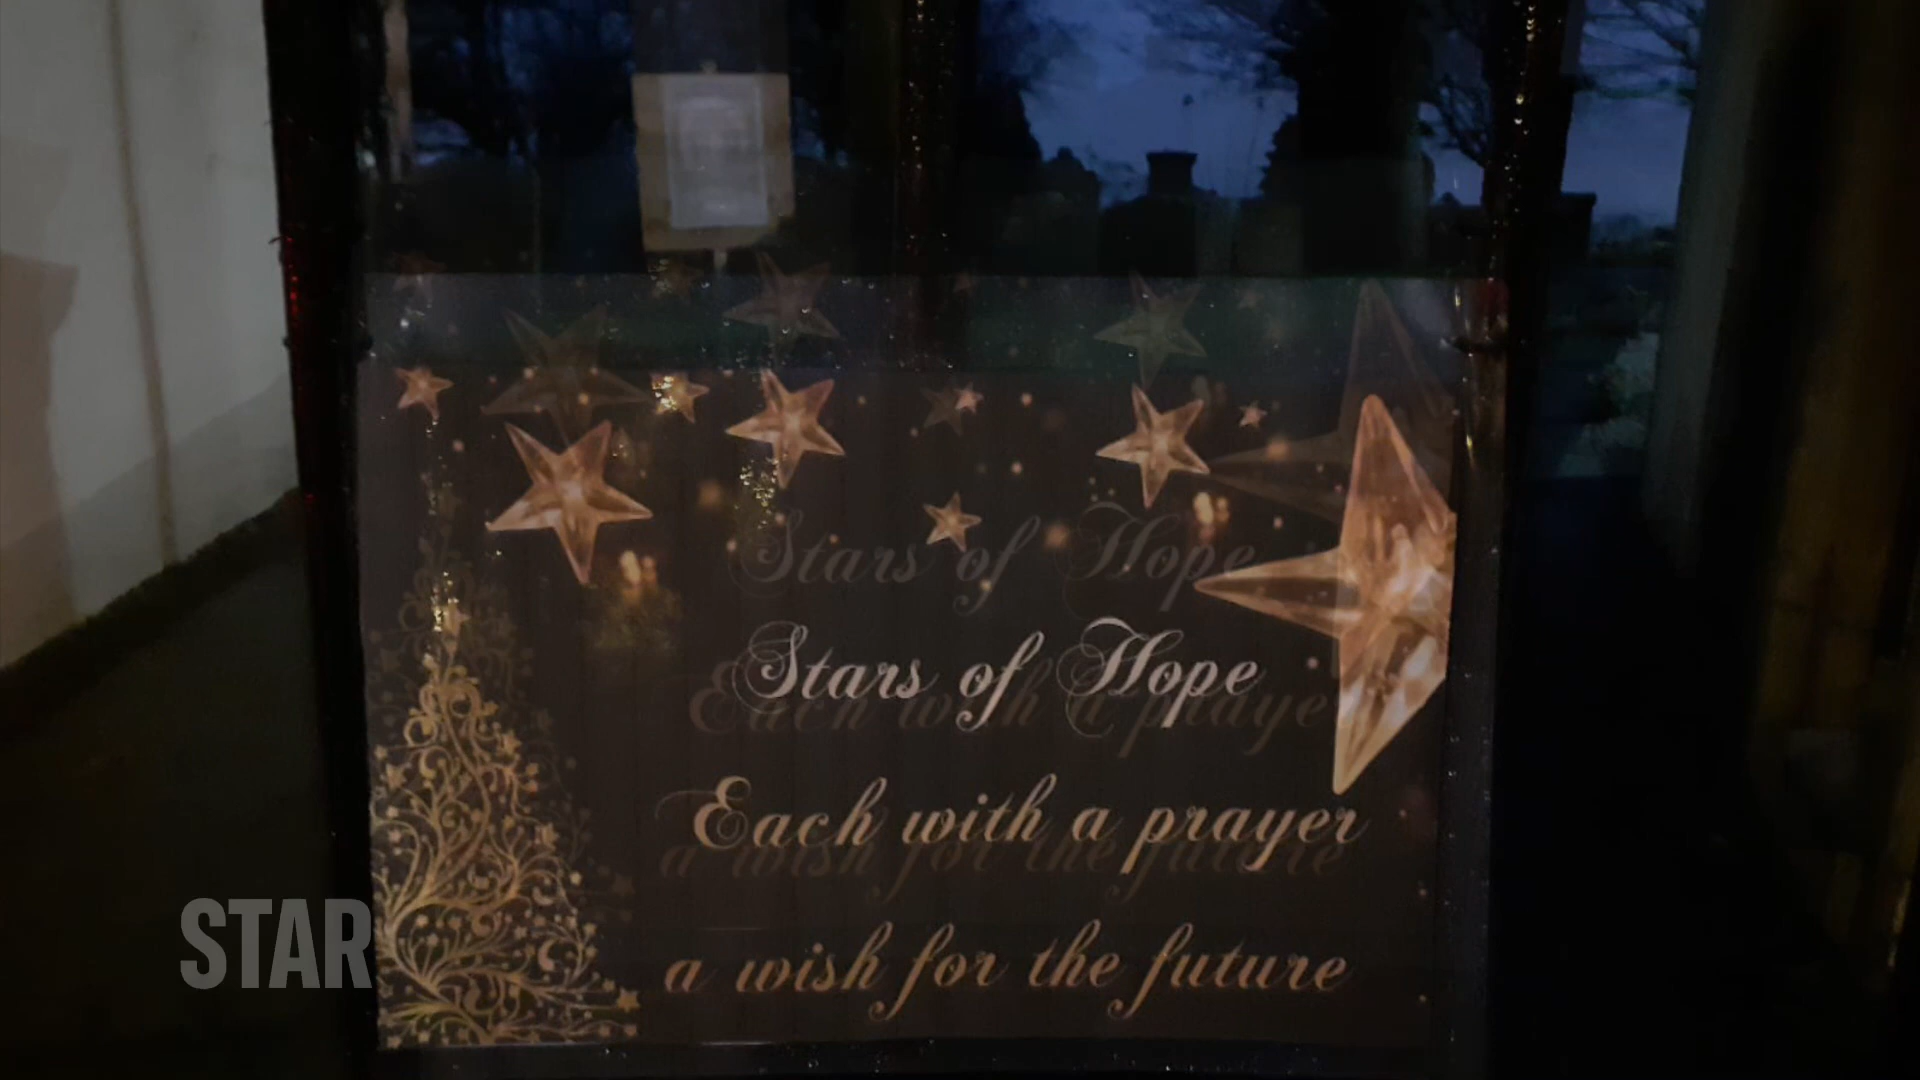 Stars of Hope
Each with a prayer
a wish for the future
STAR